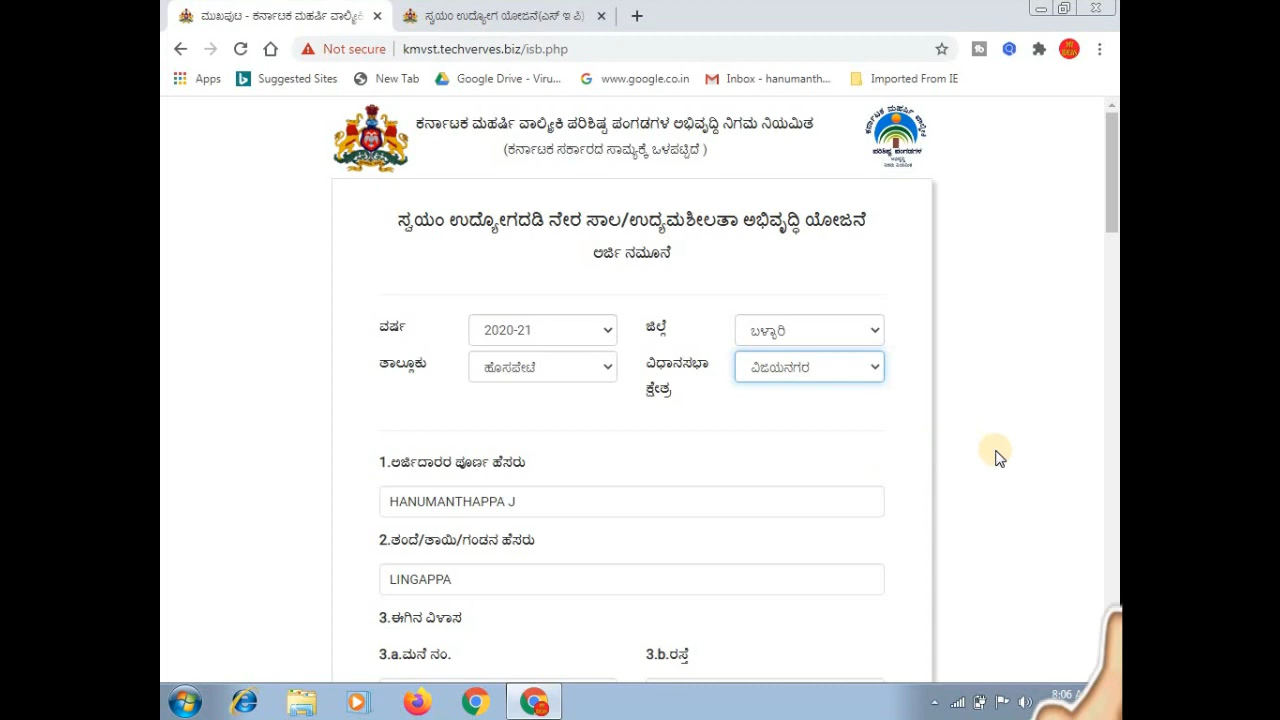 ಮುಖಪುಟ - ಕರ್ನಾಟಕ ಮಹರ್ಷಿ ವಾಲ್ಮೀಕಿ
ಸ್ವಯಂ ಉದ್ಯೋಗ ಯೋಜನೆ(ಎಸ್ ಇ ಪಿ)
Not secure
kmvst.techverves.biz/isb.php
Apps
Suggested Sites
New Tab
Google Drive - Viru...
www.google.co.in
Inbox - hanumanth...
Imported From IE
ಕರ್ನಾಟಕ ಮಹರ್ಷಿ ವಾಲ್ಮೀಕಿ ಪರಿಶಿಷ್ಟ ಪಂಗಡಗಳ ಅಭಿವೃದ್ಧಿ ನಿಗಮ ನಿಯಮಿತ
(ಕರ್ನಾಟಕ ಸರ್ಕಾರದ ಸಾಮ್ಯಕ್ಕೆ ಒಳಪಟ್ಟಿದೆ )
ಸ್ವಯಂ ಉದ್ಯೋಗದಡಿ ನೇರ ಸಾಲ/ಉದ್ಯಮಶೀಲತಾ ಅಭಿವೃದ್ಧಿ ಯೋಜನೆ
ಅರ್ಜಿ ನಮೂನೆ
ವರ್ಷ
2020-21
ಜಿಲ್ಲೆ
ಬಳ್ಳಾರಿ
ತಾಲ್ಲೂಕು
ಹೊಸಪೇಟೆ
ವಿಧಾನಸಭಾ
ಕ್ಷೇತ್ರ
ವಿಜಯನಗರ
1.ಅರ್ಜಿದಾರರ ಪೂರ್ಣ ಹೆಸರು
HANUMANTHAPPA J
2.ತಂದೆ/ತಾಯಿ/ಗಂಡನ ಹೆಸರು
LINGAPPA
3.ಈಗಿನ ವಿಳಾಸ
3.a.ಮನೆ ನಂ.
3.b.ರಸ್ತೆ
8:06